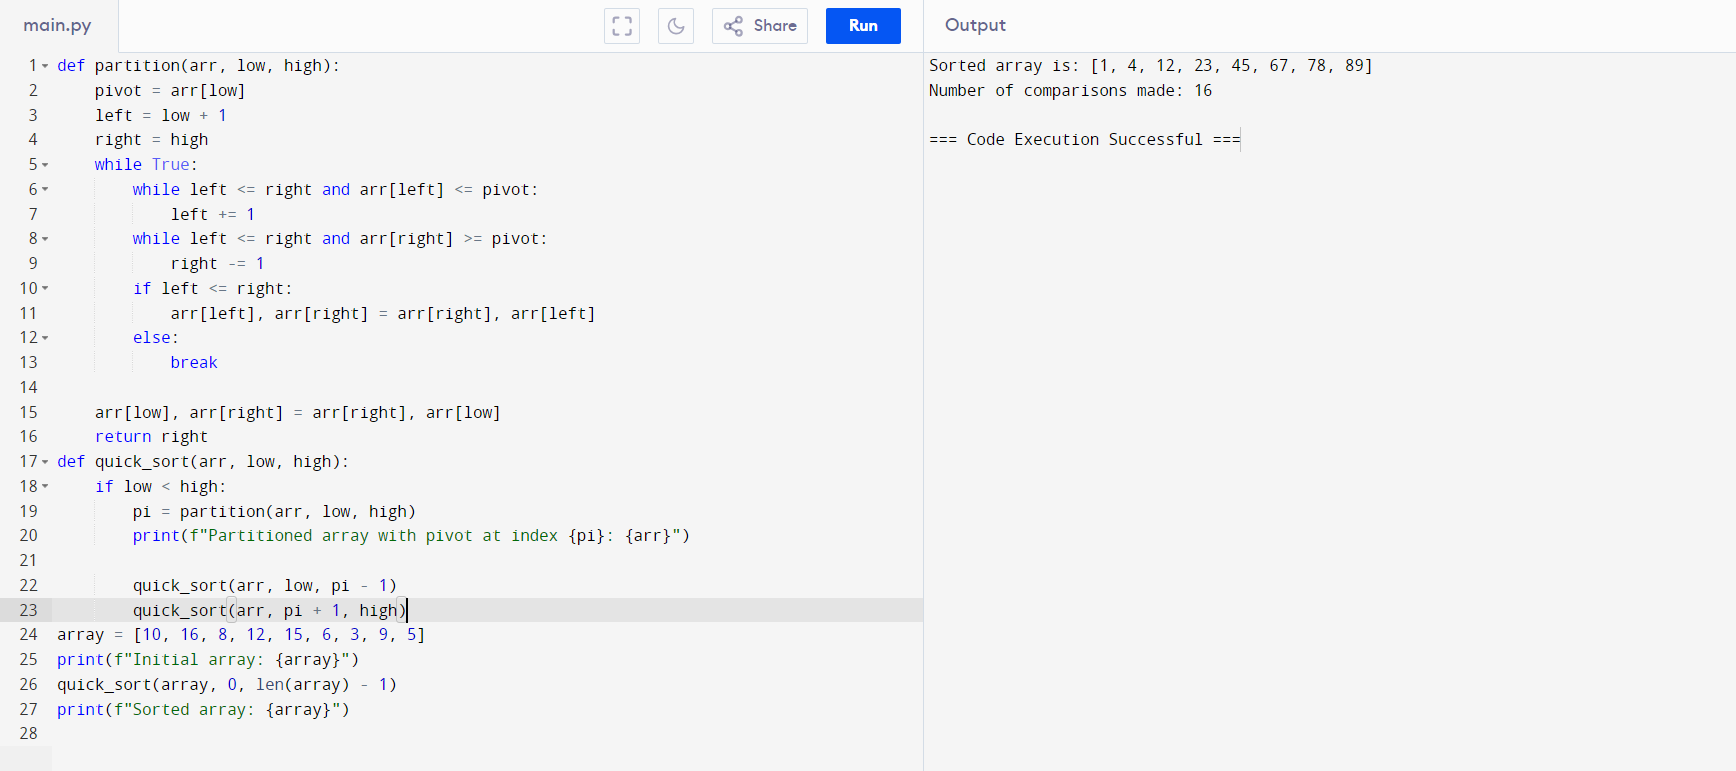 main.py
Share
Run
Output
1 def partition(arr, low, high):
2     pivot = arr[low]
3     left = low + 1
4     right = high
5     while True:
6         while left <= right and arr[left] <= pivot:
7             left += 1
8         while left <= right and arr[right] >= pivot:
9             right -= 1
10         if left <= right:
11             arr[left], arr[right] = arr[right], arr[left]
12         else:
13             break
14
15     arr[low], arr[right] = arr[right], arr[low]
16     return right
17 def quick_sort(arr, low, high):
18     if low < high:
19         pi = partition(arr, low, high)
20         print(f"Partitioned array with pivot at index {pi}: {arr}")
21
22         quick_sort(arr, low, pi - 1)
23         quick_sort(arr, pi + 1, high)
24 array = [10, 16, 8, 12, 15, 6, 3, 9, 5]
25 print(f"Initial array: {array}")
26 quick_sort(array, 0, len(array) - 1)
27 print(f"Sorted array: {array}")
28
Sorted array is: [1, 4, 12, 23, 45, 67, 78, 89]
Number of comparisons made: 16
=== Code Execution Successful ===